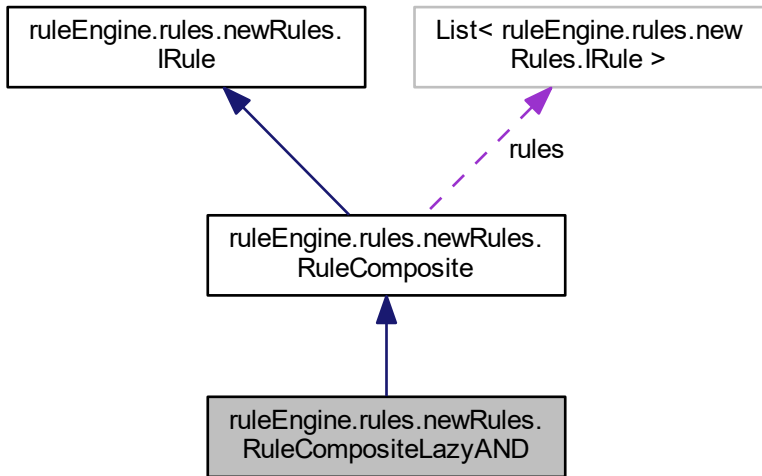 ruleEngine.rules.newRules.
IRule
List< ruleEngine.rules.new
Rules.IRule >
rules
ruleEngine.rules.newRules.
RuleComposite
ruleEngine.rules.newRules.
RuleCompositeLazyAND